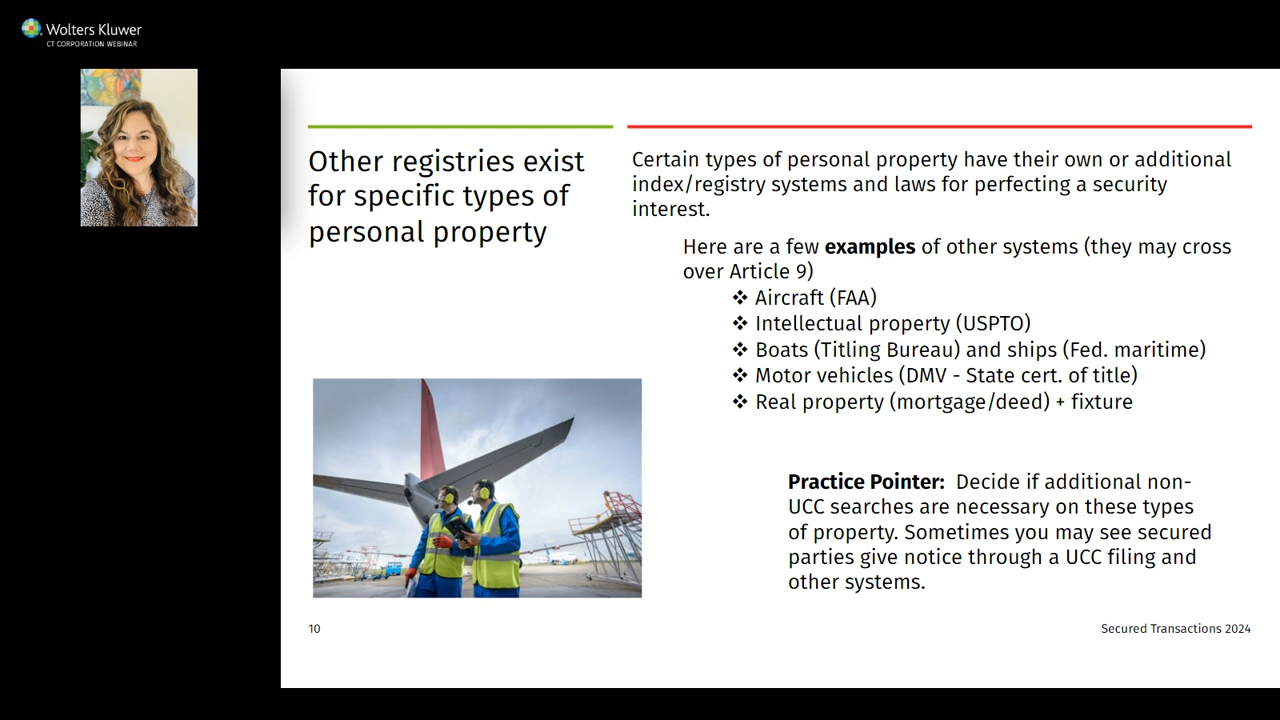 Wolters Kluwer
CT CORPORATION WEBINAR
Other registries exist
for specific types of
personal property
Certain types of personal property have their own or additional
index/registry systems and laws for perfecting a security
interest.
Here are a few examples of other systems (they may cross
over Article 9)
❖ Aircraft (FAA)
❖ Intellectual property (USPTO)
❖ Boats (Titling Bureau) and ships (Fed. maritime)
❖ Motor vehicles (DMV - State cert. of title)
❖ Real property (mortgage/deed) + fixture
Practice Pointer: Decide if additional non-
UCC searches are necessary on these types
of property. Sometimes you may see secured
parties give notice through a UCC filing and
other systems.
10
Secured Transactions 2024